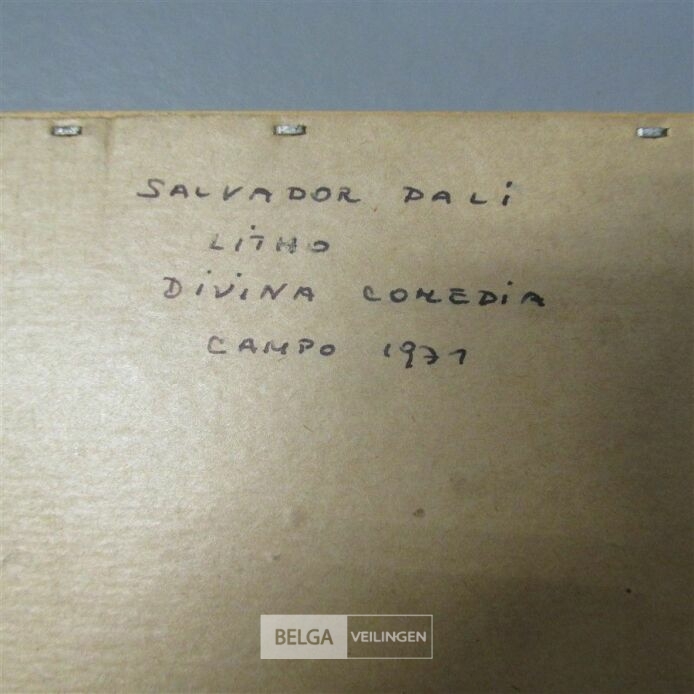 SALVADOR DALi
LiTHO
DiViNA COMEDiA
CAMPO 1971
BELGA VEILINGEN